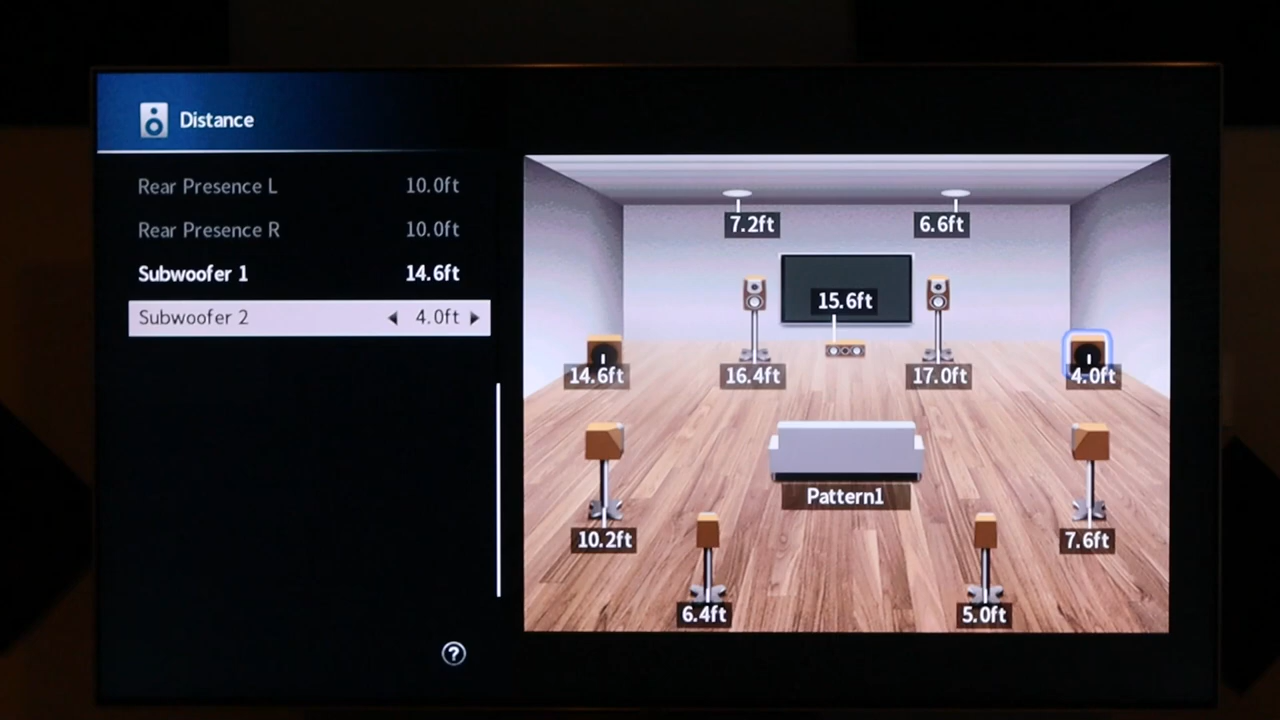 Distance
Rear Presence L 10.0ft
Rear Presence R 10.0ft
Subwoofer 1 14.6ft
Subwoofer 2 4.0ft
?
7.2ft 6.6ft
15.6ft
14.6ft 16.4ft 17.0ft 4.0ft
Pattern1
10.2ft 7.6ft
6.4ft 5.0ft